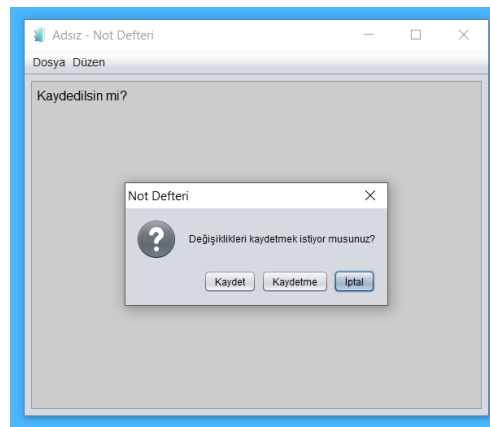 Adsız - Not Defteri
Dosya Düzen
Kaydedilsin mi?
Not Defteri
Değişiklikleri kaydetmek istiyor musunuz?
Kaydet Kaydetme İptal